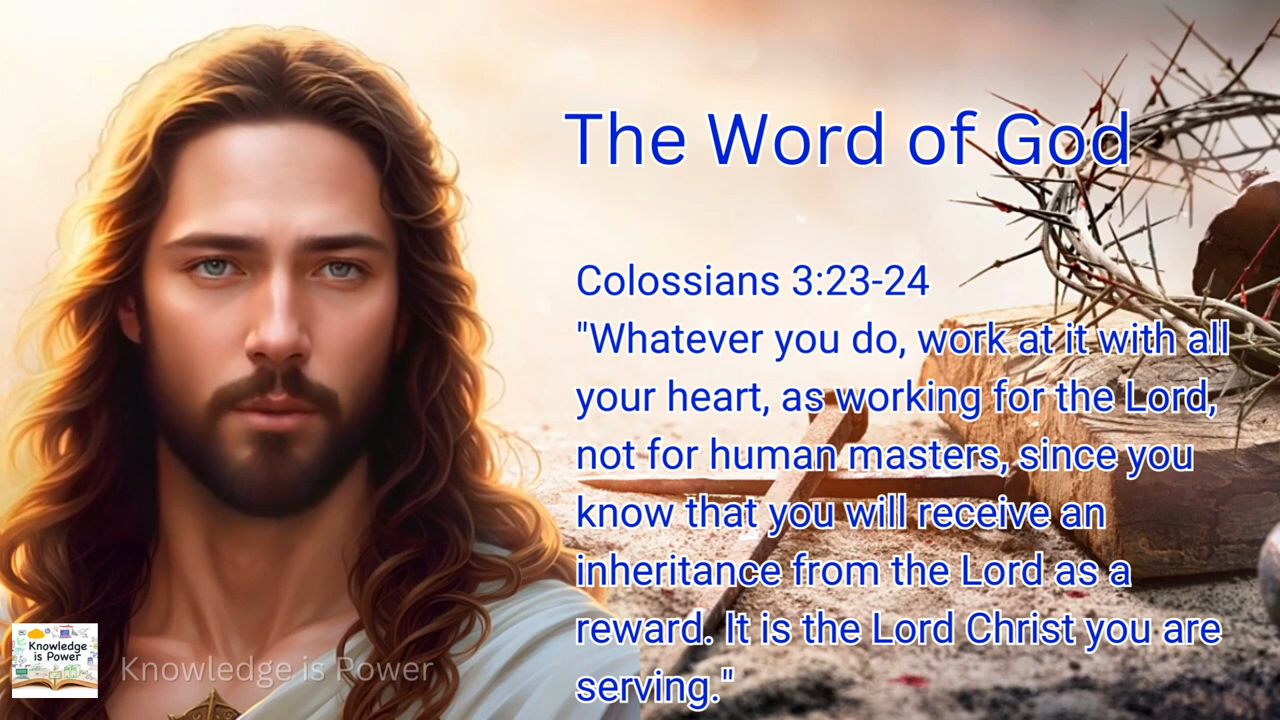 The Word of God
Colossians 3:23-24
"Whatever you do, work at it with all
your heart, as working for the Lord,
not for human masters, since you
know that you will receive an
inheritance from the Lord as a
reward. It is the Lord Christ you are
serving."
Knowledge
is Power
Knowledge is Power